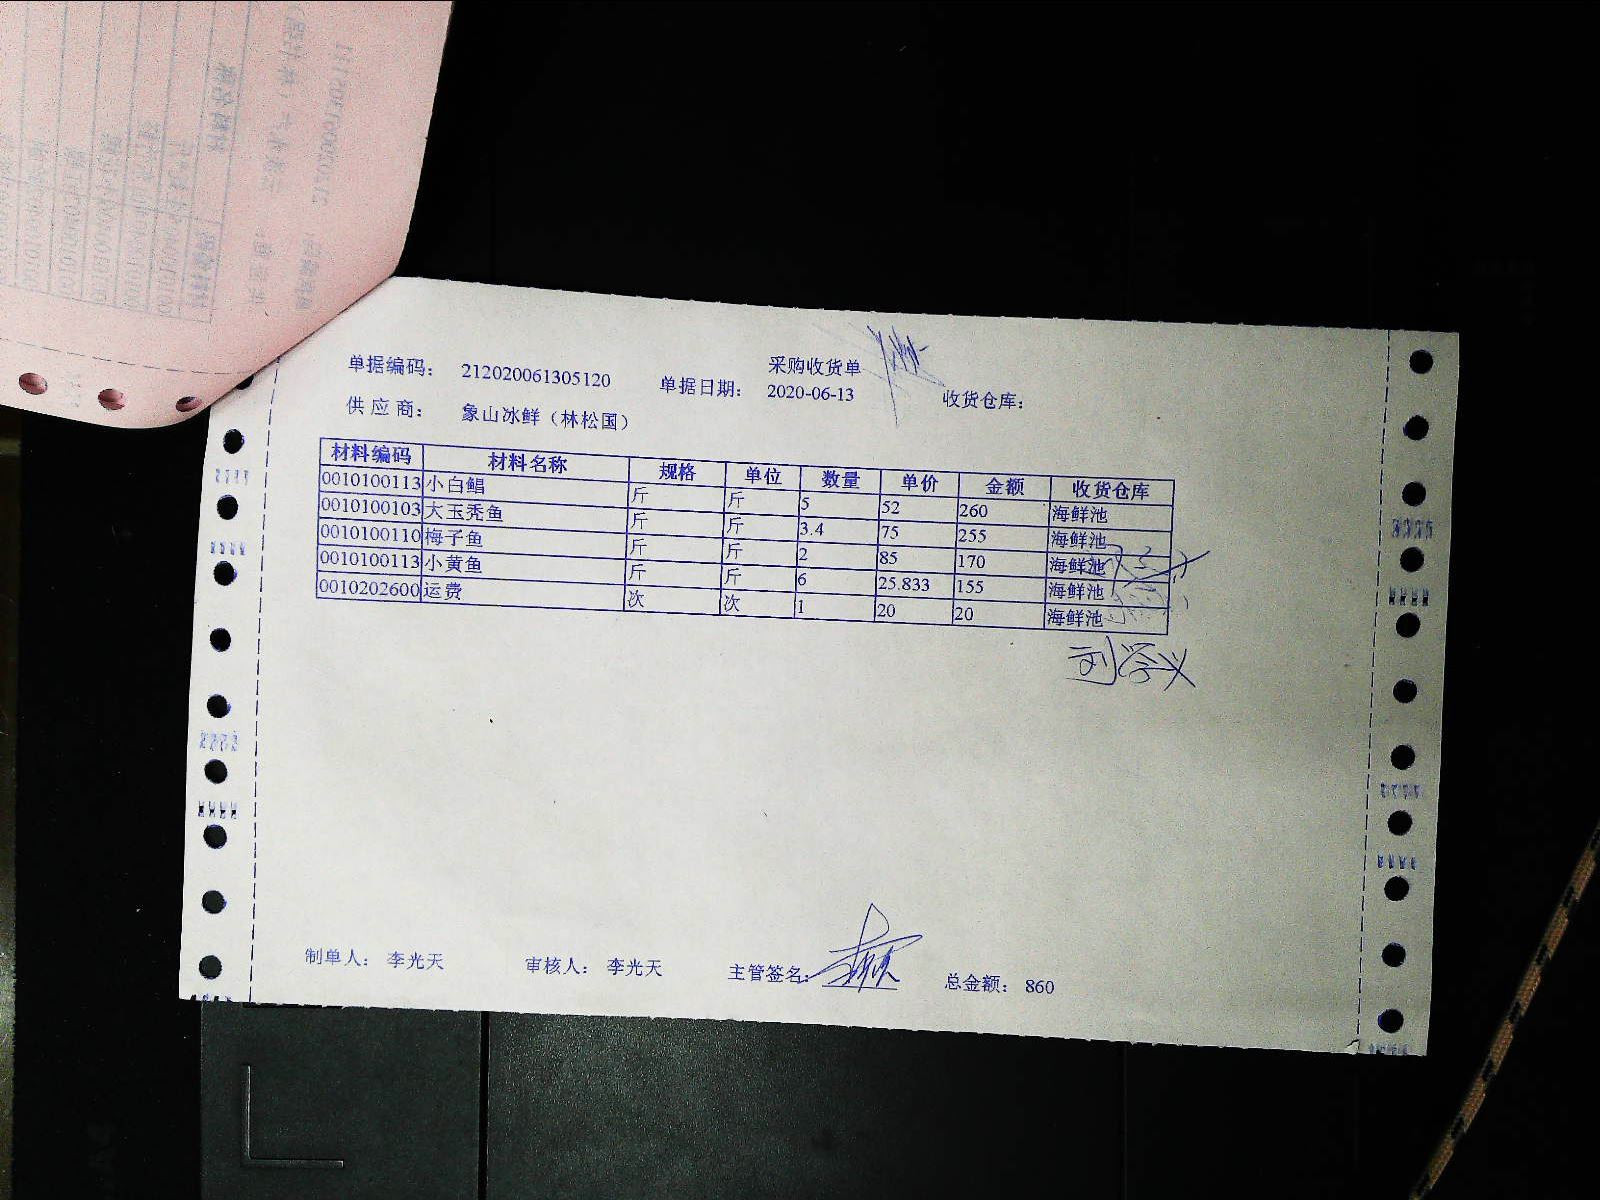 采购收货单
单据编码： 212020061305120 单据日期： 2020-06-13 收货仓库：
供应商： 象山冰鲜（林松国）
材料编码 材料名称 规格 单位 数量 单价 金额 收货仓库
0010100113 小白鲳 斤 斤 5 52 260 海鲜池
0010100103 大玉秃鱼 斤 斤 3.4 75 255 海鲜池
0010100110 梅子鱼 斤 斤 2 85 170 海鲜池
0010100113 小黄鱼 斤 斤 6 25.833 155 海鲜池
0010202600 运费 次 次 1 20 20 海鲜池
制单人： 李光天 审核人： 李光天 主管签名： 总金额： 860